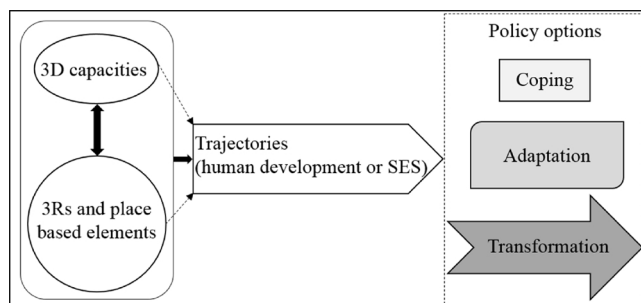 3D capacities
3Rs and place
based elements
Trajectories
(human development or SES)
Policy options
Coping
Adaptation
Transformation